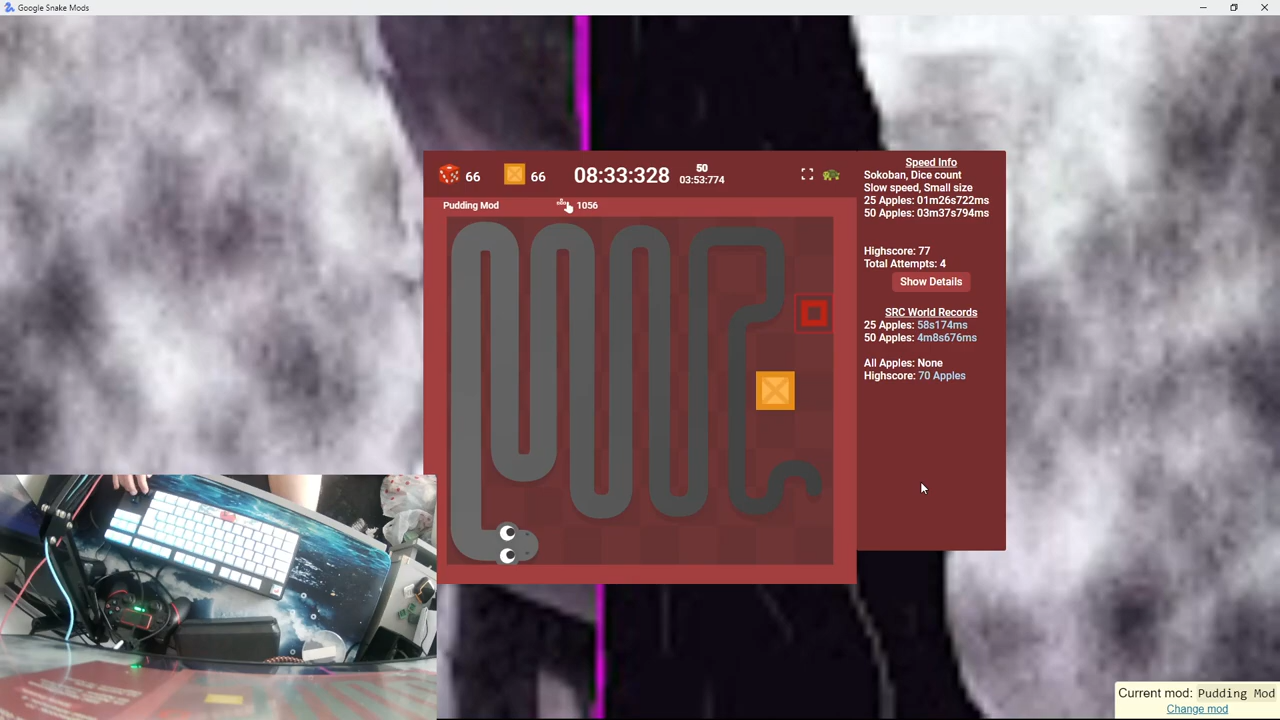 Google Snake Mods
66
66
08:33:328
50
03:53:774
Pudding Mod
1056
Speed Info
Sokoban, Dice count
Slow speed, Small size
25 Apples: 01m26s722ms
50 Apples: 03m37s794ms
Highscore: 77
Total Attempts: 4
Show Details
SRC World Records
25 Apples: 58s174ms
50 Apples: 4m8s676ms
All Apples: None
Highscore: 70 Apples
Current mod: Pudding Mod
Change mod